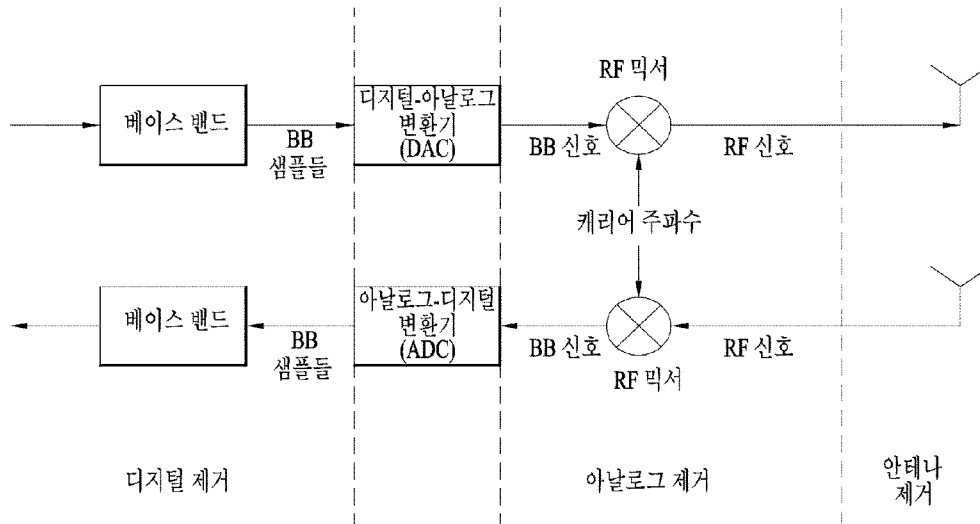 RF 믹서
베이스 밴드
디지털-아날로그
변환기
(DAC)
BB
샘플들
BB 신호
RF 신호
캐리어 주파수
베이스 밴드
아날로그-디지털
변환기
(ADC)
BB
샘플들
BB 신호
RF 신호
RF 믹서
디지털 제거
아날로그 제거
안테나
제거